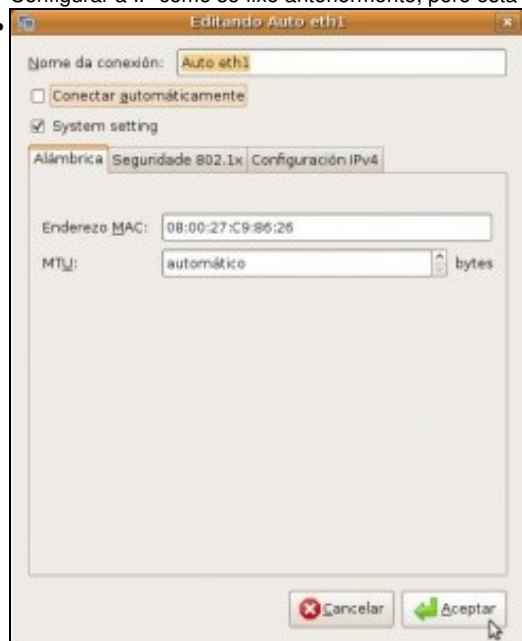 Configurar a IP como se fixo anteriormente, pero esta
Editando Auto eth1
Nome da conexión: Auto eth1
Conectar automáticamente
System setting
Alámbrica Seguridade 802.1x Configuración IPv4
Enderezo MAC: 08:00:27:C9:86:26
MTU: automático bytes
Cancelar Aceptar